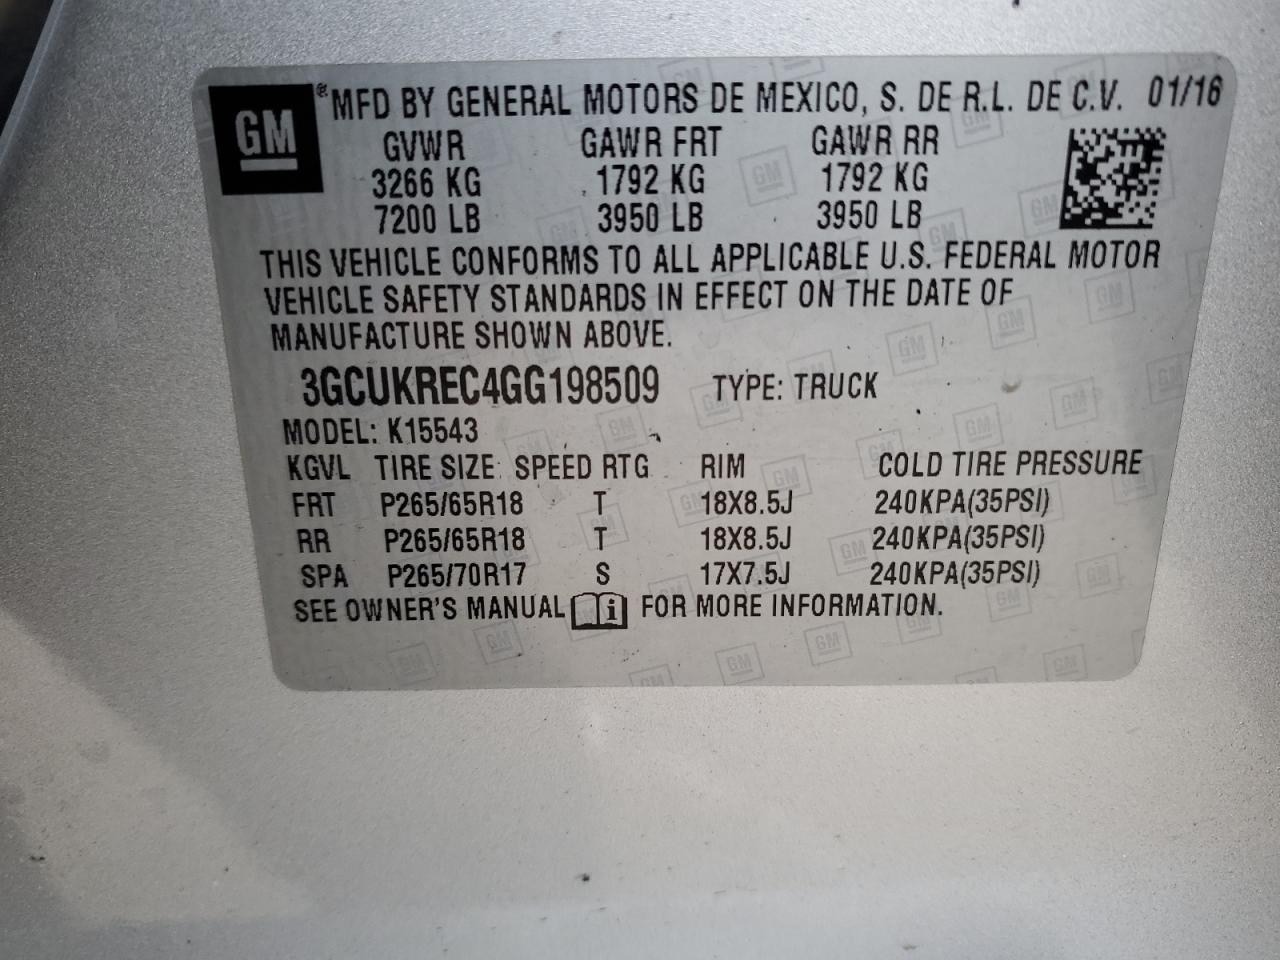 GM ® MFD BY GENERAL MOTORS DE MEXICO, S. DE R.L. DE C.V. 01/16
GVWR GAWR FRT GAWR RR
3266 KG 1792 KG 1792 KG
7200 LB 3950 LB 3950 LB
THIS VEHICLE CONFORMS TO ALL APPLICABLE U.S. FEDERAL MOTOR
VEHICLE SAFETY STANDARDS IN EFFECT ON THE DATE OF
MANUFACTURE SHOWN ABOVE.
3GCUKREC4GG198509 TYPE: TRUCK
MODEL: K15543
KGVL TIRE SIZE SPEED RTG RIM COLD TIRE PRESSURE
FRT P265/65R18 T 18X8.5J 240KPA(35PSI)
RR P265/65R18 T 18X8.5J 240KPA(35PSI)
SPA P265/70R17 S 17X7.5J 240KPA(35PSI)
SEE OWNER'S MANUAL i FOR MORE INFORMATION.